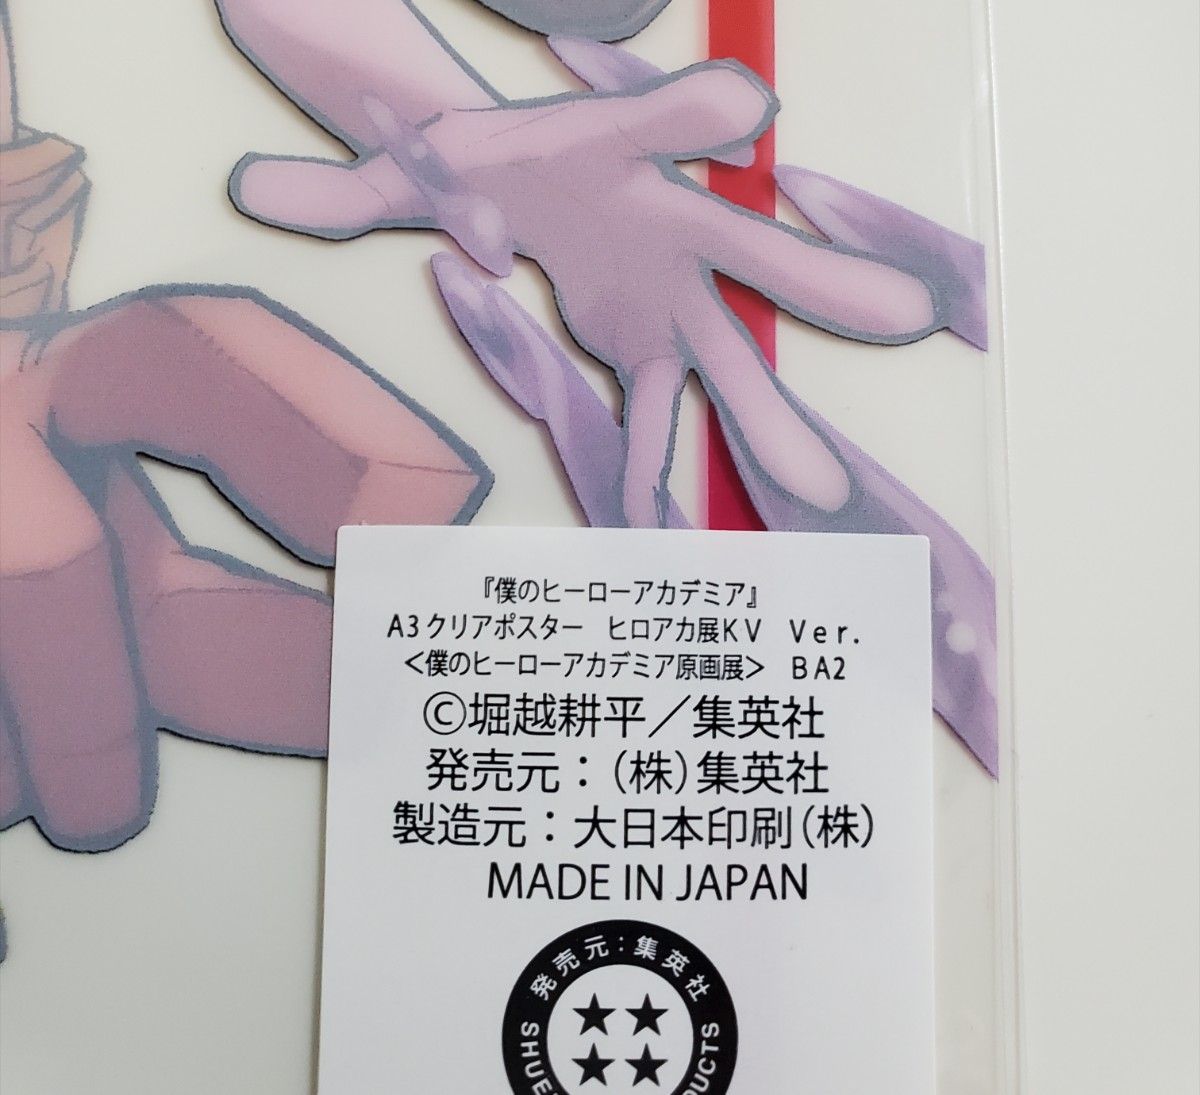 『僕のヒーローアカデミア』
A3クリアポスター　ヒロアカ展KV　Ver.
＜僕のヒーローアカデミア原画展＞　BA2
©堀越耕平／集英社
発売元：（株）集英社
製造元：大日本印刷（株）
MADE IN JAPAN
発売元：集英社